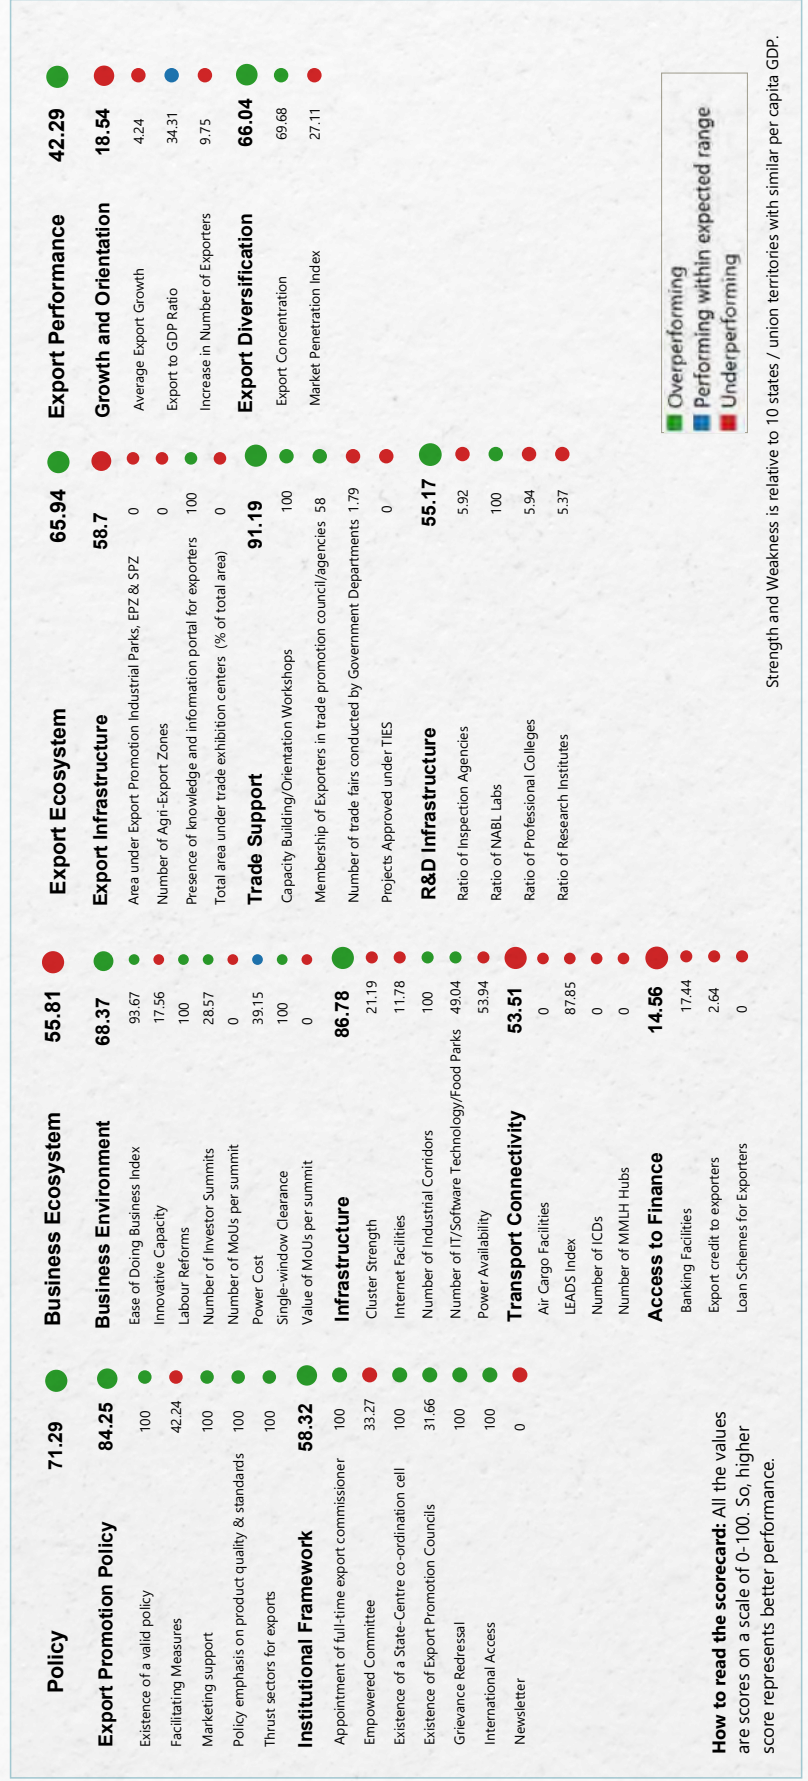 Policy 71.29
Export Promotion Policy 84.25
Existence of a valid policy 100
Facilitating Measures 42.24
Marketing support 100
Policy emphasis on product quality & standards 100
Thrust sectors for exports 100
Institutional Framework 58.32
Appointment of full-time export commissioner 100
Empowered Committee 33.27
Existence of a State-Centre co-ordination cell 100
Existence of Export Promotion Councils 31.66
Grievance Redressal 100
International Access 100
Newsletter 0
Business Ecosystem 55.81
Business Environment 68.37
Ease of Doing Business Index 93.67
Innovative Capacity 17.56
Labour Reforms 100
Number of Investor Summits 28.57
Number of MoUs per summit 0
Power Cost 39.15
Single-window Clearance 100
Value of MoUs per summit 0
Infrastructure 86.78
Cluster Strength 21.19
Internet Facilities 11.78
Number of Industrial Corridors 100
Number of IT/Software Technology/Food Parks 49.04
Power Availability 53.94
Transport Connectivity 53.51
Air Cargo Facilities 0
LEADS Index 87.85
Number of ICDs 0
Number of MMLH Hubs 0
Access to Finance 14.56
Banking Facilities 17.44
Export credit to exporters 2.64
Loan Schemes for Exporters 0
Export Ecosystem 65.94
Export Infrastructure 58.7
Area under Export Promotion Industrial Parks, EPZ & SPZ 0
Number of Agri-Export Zones 0
Presence of knowledge and information portal for exporters 100
Total area under trade exhibition centers (% of total area) 0
Trade Support 91.19
Capacity Building/Orientation Workshops 100
Membership of Exporters in trade promotion council/agencies 58
Number of trade fairs conducted by Government Departments 1.79
Projects Approved under TIES 0
R&D Infrastructure 55.17
Ratio of Inspection Agencies 5.92
Ratio of NABL Labs 100
Ratio of Professional Colleges 5.94
Ratio of Research Institutes 5.37
Export Performance 42.29
Growth and Orientation 18.54
Average Export Growth 4.24
Export to GDP Ratio 34.31
Increase in Number of Exporters 9.75
Export Diversification 66.04
Export Concentration 69.68
Market Penetration Index 27.11
How to read the scorecard: All the values
are scores on a scale of 0-100. So, higher
score represents better performance.
Overperforming
Performing within expected range
Underperforming
Strength and Weakness is relative to 10 states / union territories with similar per capita GDP.